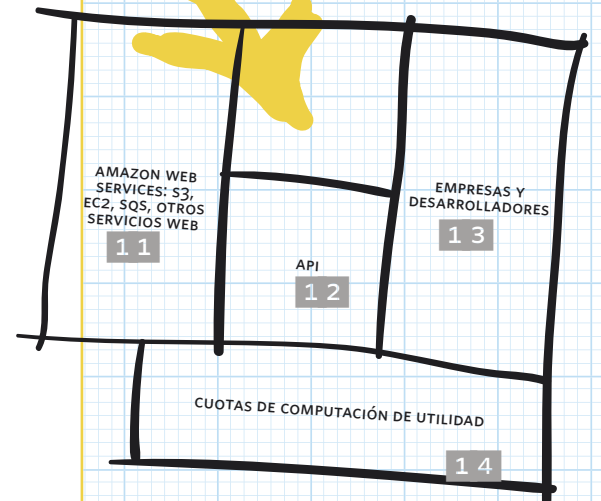 AMAZON WEB
SERVICES: S3,
EC2, SQS, OTROS
SERVICIOS WEB
11
API
12
EMPRESAS Y
DESARROLLADORES
13
CUOTAS DE COMPUTACIÓN DE UTILIDAD
14